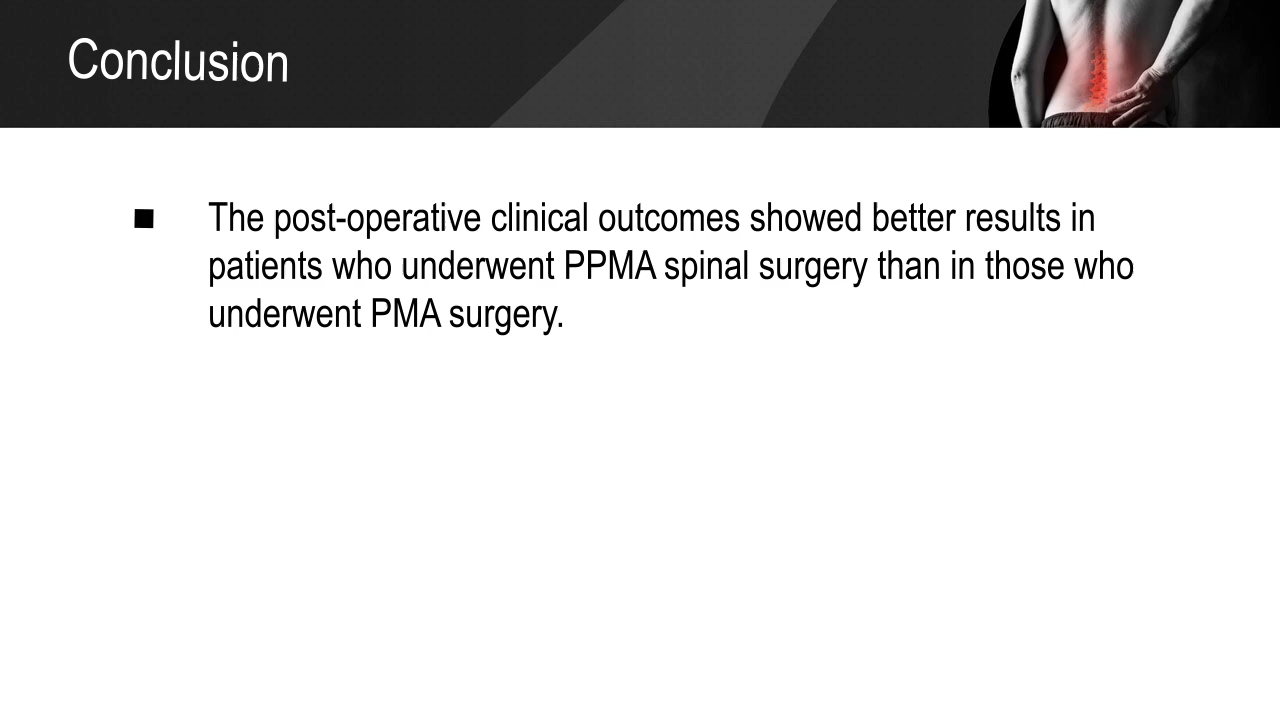 Conclusion
■ The post-operative clinical outcomes showed better results in
patients who underwent PPMA spinal surgery than in those who
underwent PMA surgery.